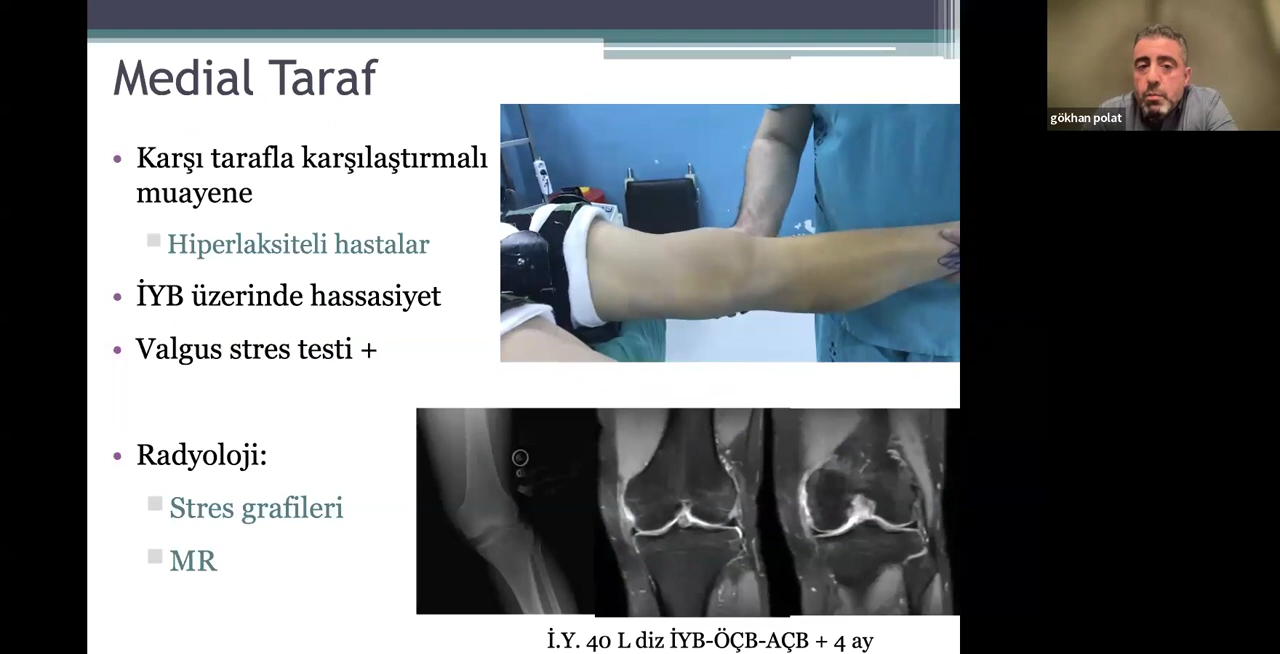 Medial Taraf
• Karşı tarafla karşılaştırmalı
muayene
Hiperlaksiteli hastalar
• İYB üzerinde hassasiyet
• Valgus stres testi +
• Radyoloji:
Stres grafileri
MR
İ.Y. 40 L diz İYB-ÖÇB-AÇB + 4 ay
gökhan polat